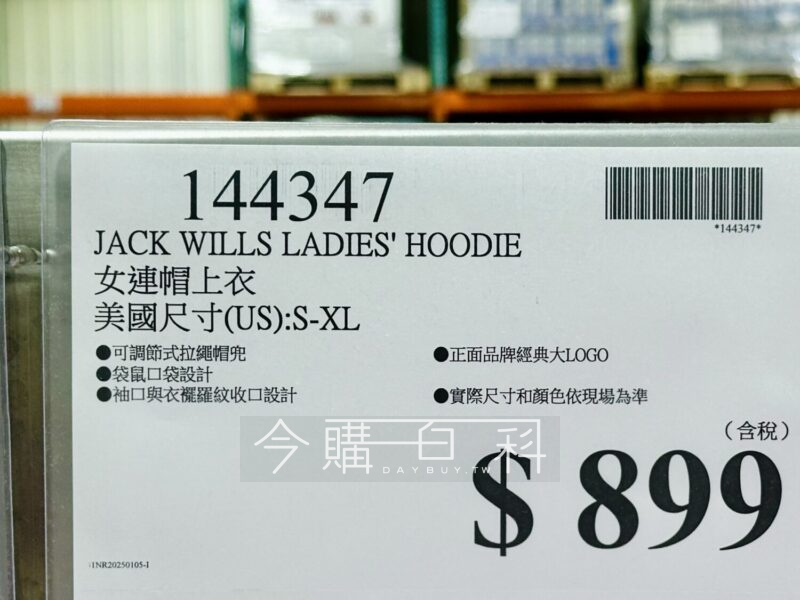 144347
*144347*
JACK WILLS LADIES' HOODIE
女連帽上衣
美國尺寸(US):S-XL
●可調節式拉繩帽兜
●正面品牌經典大LOGO
●袋鼠口袋設計
●袖口與衣襬羅紋收口設計
●實際尺寸和顏色依現場為準
今購百科
DAYBUY.TW
（含稅）
$ 899
1NR20250105-I